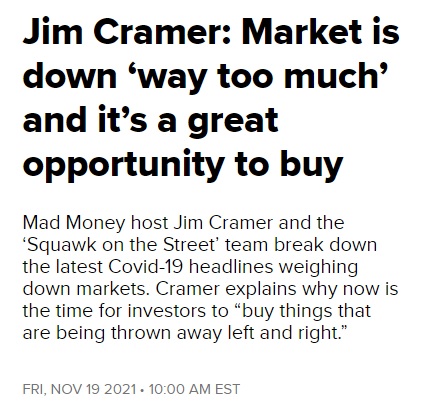 Jim Cramer: Market is
down ‘way too much’
and it’s a great
opportunity to buy
Mad Money host Jim Cramer and the
‘Squawk on the Street’ team break down
the latest Covid-19 headlines weighing
down markets. Cramer explains why now is
the time for investors to “buy things that
are being thrown away left and right.”
FRI, NOV 19 2021 • 10:00 AM EST